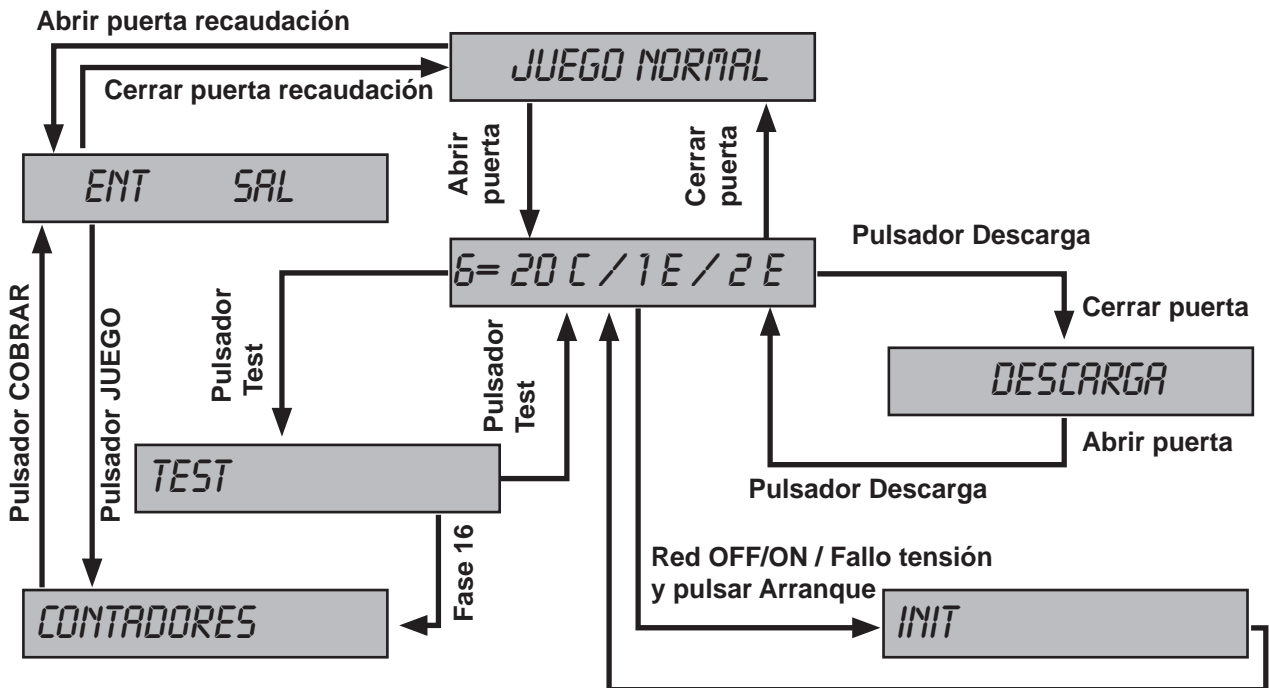 Abrir puerta recaudación
JUEGO NORMAL
Cerrar puerta recaudación
Abrir
puerta
Cerrar
puerta
ENT SAL
Pulsador Descarga
6= 20 C / 1 E / 2 E
Cerrar puerta
Pulsador COBRAR
Pulsador JUEGO
Pulsador
Test
Pulsador
Test
DESCARGA
Abrir puerta
TEST
Pulsador Descarga
Fase 16
Red OFF/ON / Fallo tensión
y pulsar Arranque
CONTADORES
INIT